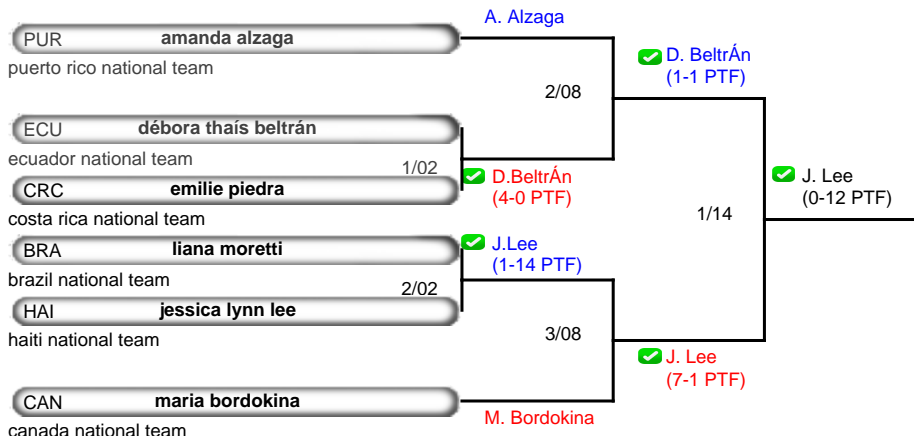 A. Alzaga
PUR amanda alzaga
puerto rico national team
D. BeltrÁn
(1-1 PTF)
2/08
ECU débora thaís beltrán
ecuador national team
1/02
D.BeltrÁn
(4-0 PTF)
CRC emilie piedra
costa rica national team
J. Lee
(0-12 PTF)
1/14
BRA liana moretti
brazil national team
J.Lee
(1-14 PTF)
2/02
HAI jessica lynn lee
haiti national team
3/08
J. Lee
(7-1 PTF)
CAN maria bordokina
M. Bordokina
canada national team